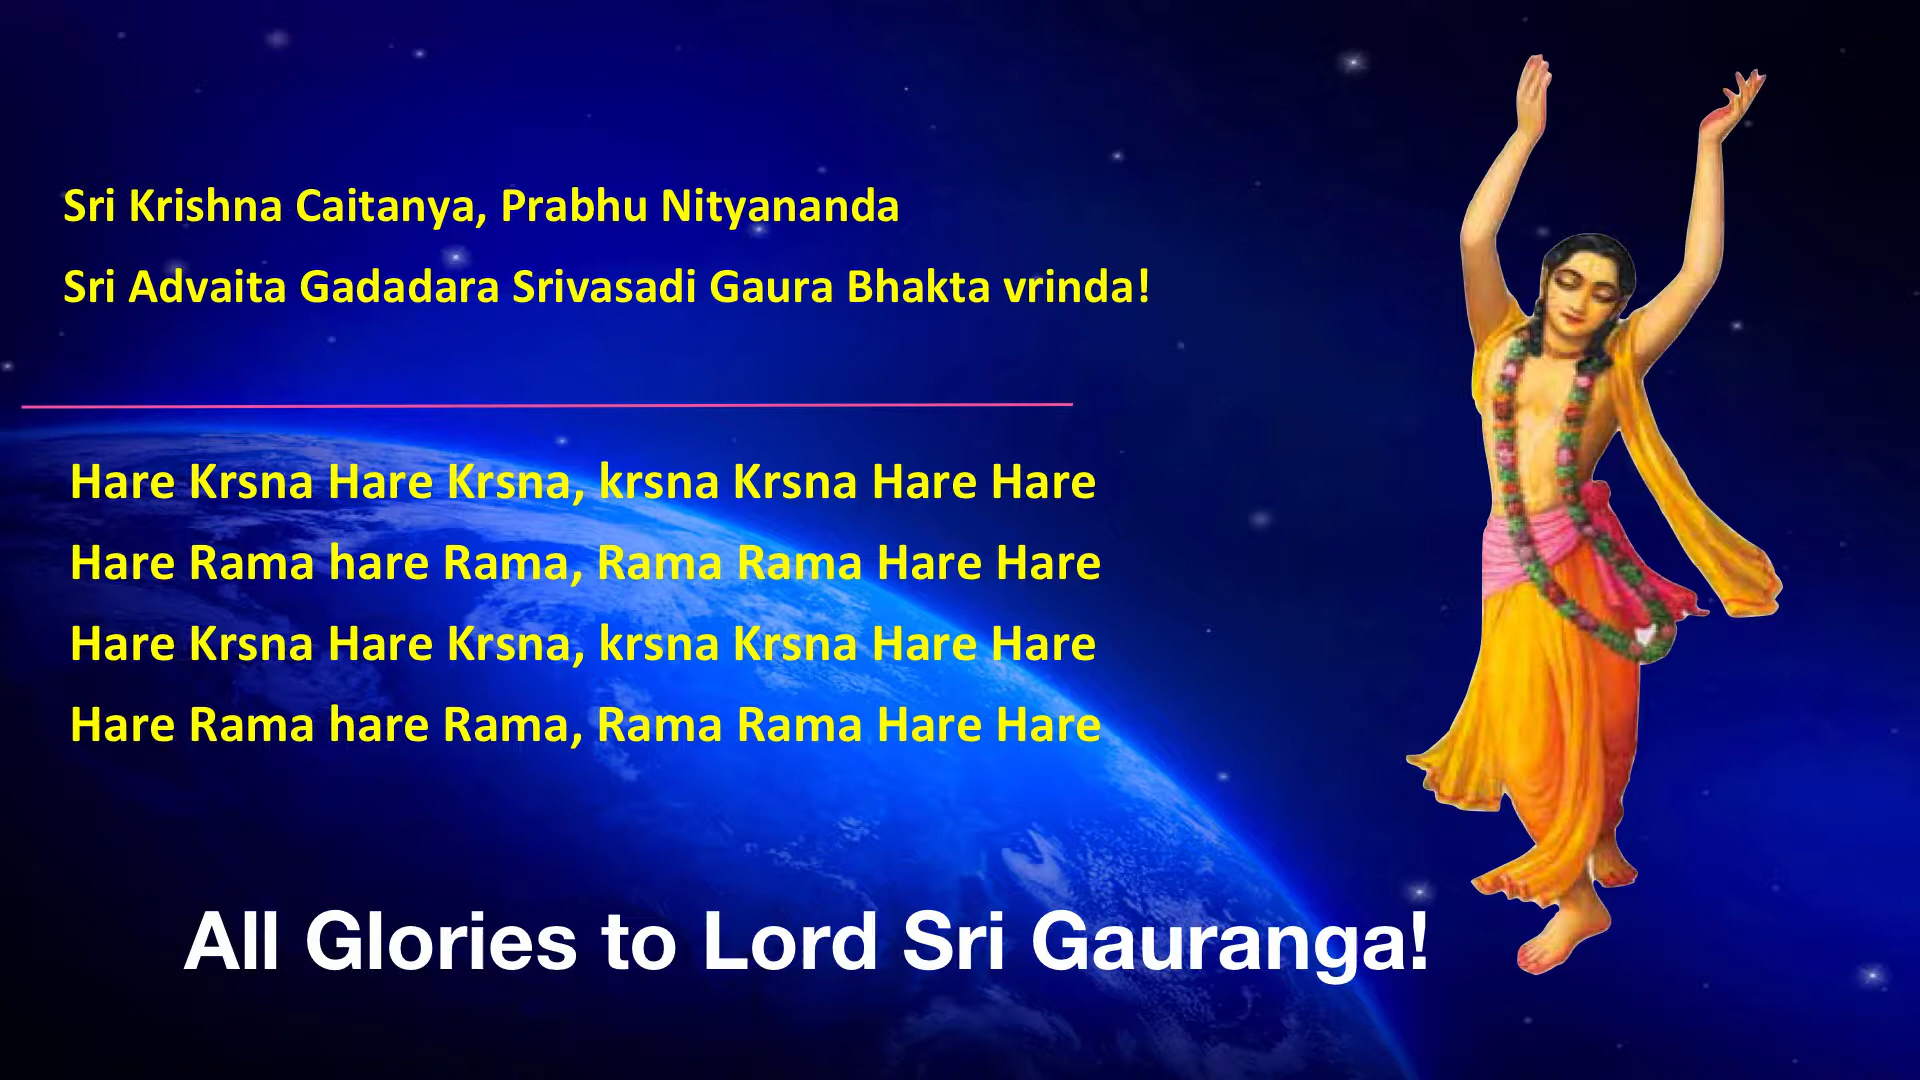 Sri Krishna Caitanya, Prabhu Nityananda
Sri Advaita Gadadara Srivasadi Gaura Bhakta vrinda!
Hare Krsna Hare Krsna, krsna Krsna Hare Hare
Hare Rama hare Rama, Rama Rama Hare Hare
Hare Krsna Hare Krsna, krsna Krsna Hare Hare
Hare Rama hare Rama, Rama Rama Hare Hare
All Glories to Lord Sri Gauranga!